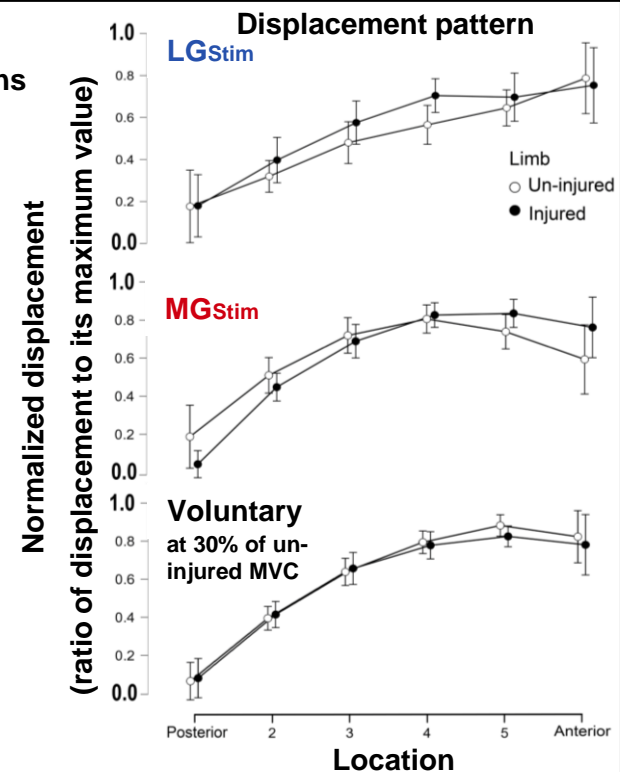 Displacement pattern
ns
Normalized displacement
(ratio of displacement to its maximum value)
LGStim
1.0
0.8
0.6
0.4
0.2
0.0
Limb
Un-injured
Injured
MGStim
1.0
0.8
0.6
0.4
0.2
0.0
Voluntary
at 30% of un-
injured MVC
1.0
0.8
0.6
0.4
0.2
0.0
Posterior 2 3 4 5 Anterior
Location